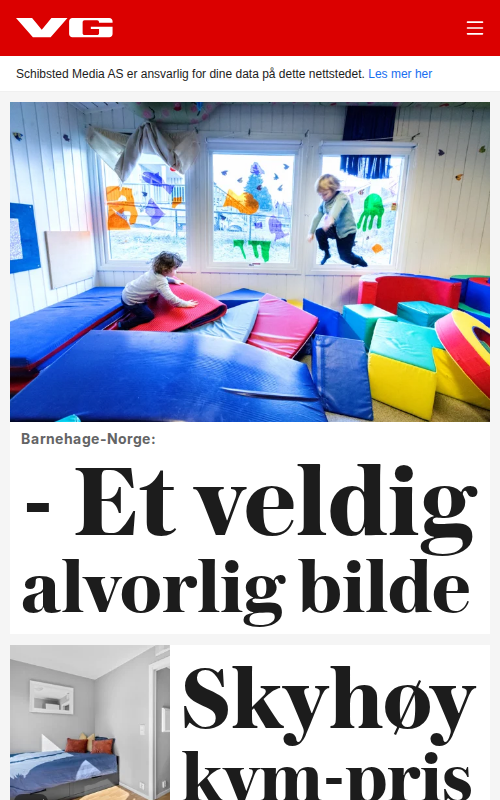 VG
Schibsted Media AS er ansvarlig for dine data på dette nettstedet. Les mer her
Barnehage-Norge:
- Et veldig
alvorlig bilde
Skyhøy
kvm-pris